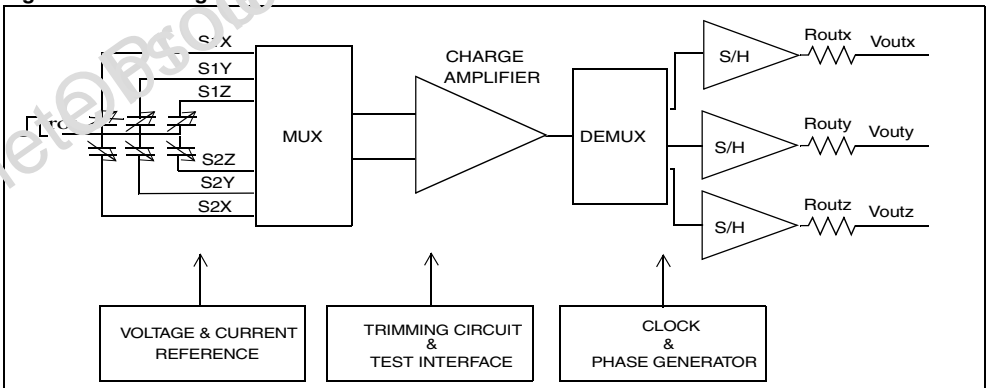 S1X
S1Y
S1Z
S2Z
S2Y
S2X
MUX
CHARGE
AMPLIFIER
DEMUX
S/H
Routx
Voutx
S/H
Routy
Vouty
S/H
Routz
Voutz
VOLTAGE & CURRENT
REFERENCE
TRIMMING CIRCUIT
&
TEST INTERFACE
CLOCK
&
PHASE GENERATOR